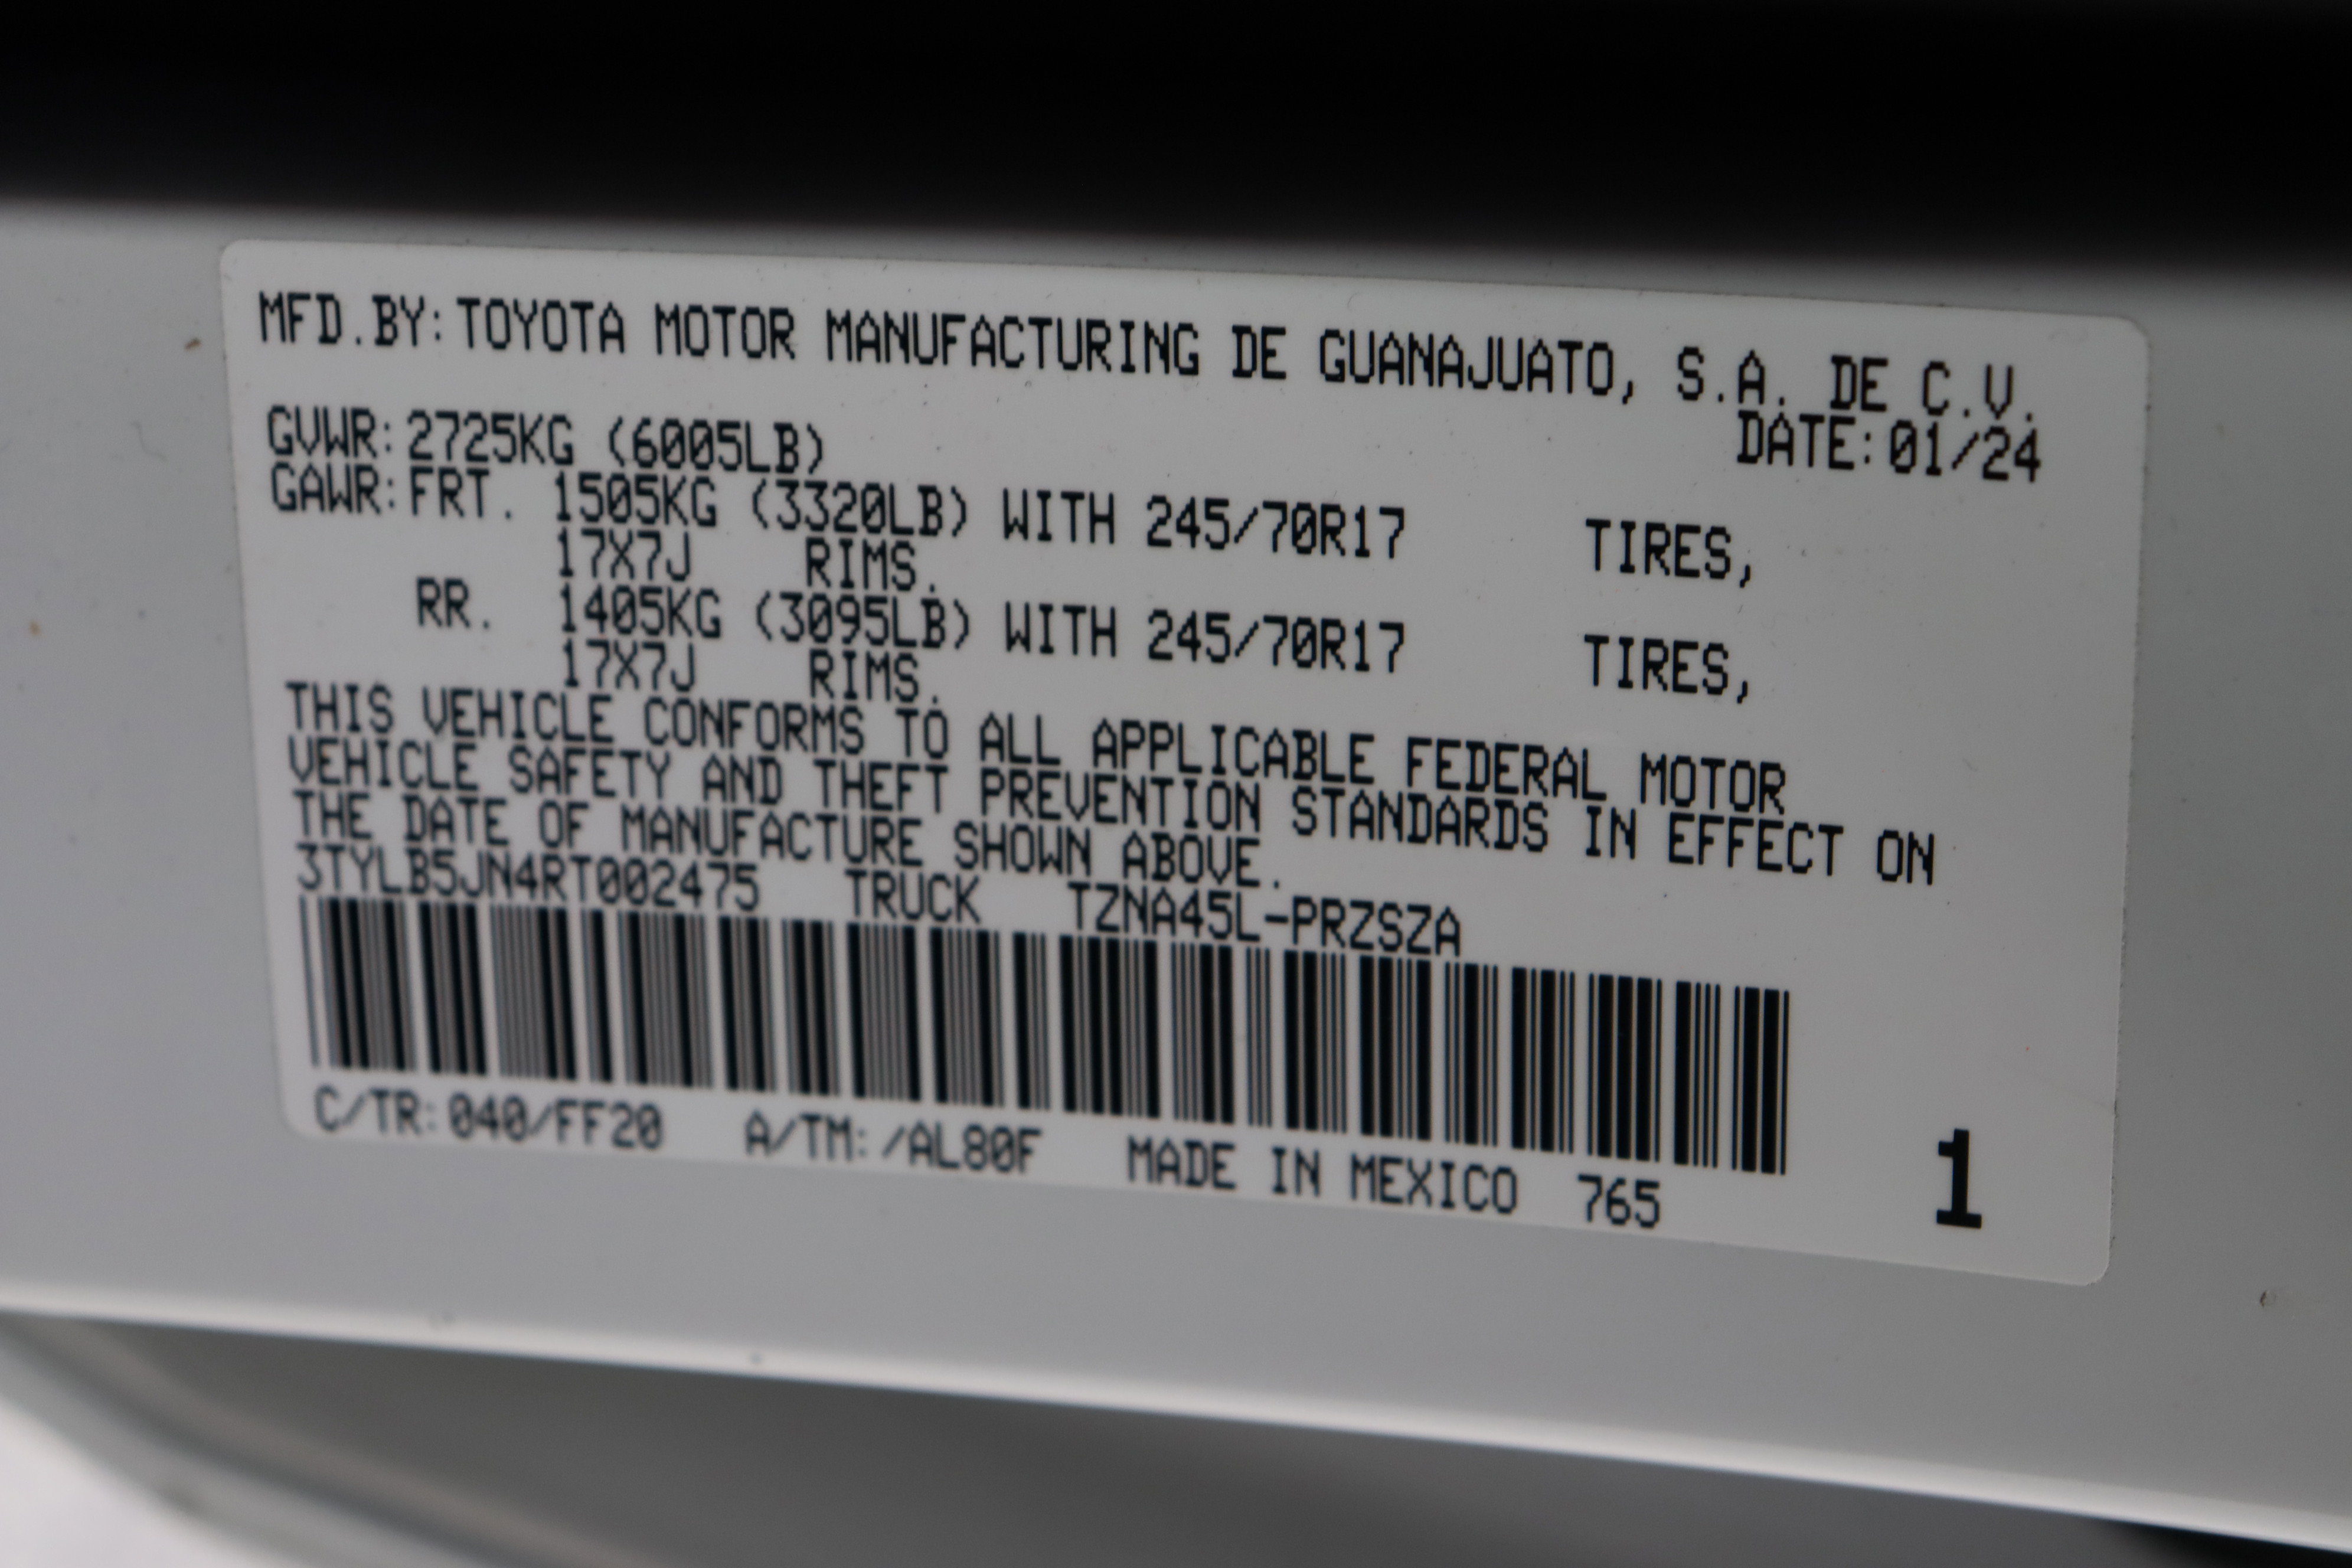 MFD.BY:TOYOTA MOTOR MANUFACTURING DE GUANAJUATO, S.A. DE C.V.
DATE:01/24
GVWR:2725KG (6005LB)
GAWR:FRT. 1505KG (3320LB) WITH 245/70R17 TIRES,
17X7J RIMS.
RR. 1405KG (3095LB) WITH 245/70R17 TIRES,
17X7J RIMS.
THIS VEHICLE CONFORMS TO ALL APPLICABLE FEDERAL MOTOR
VEHICLE SAFETY AND THEFT PREVENTION STANDARDS IN EFFECT ON
THE DATE OF MANUFACTURE SHOWN ABOVE.
3TYLB5JN4RT002475 TRUCK TZNA45L-PRZSZA
C/TR:040/FF20 A/TM:/AL80F MADE IN MEXICO 765
1